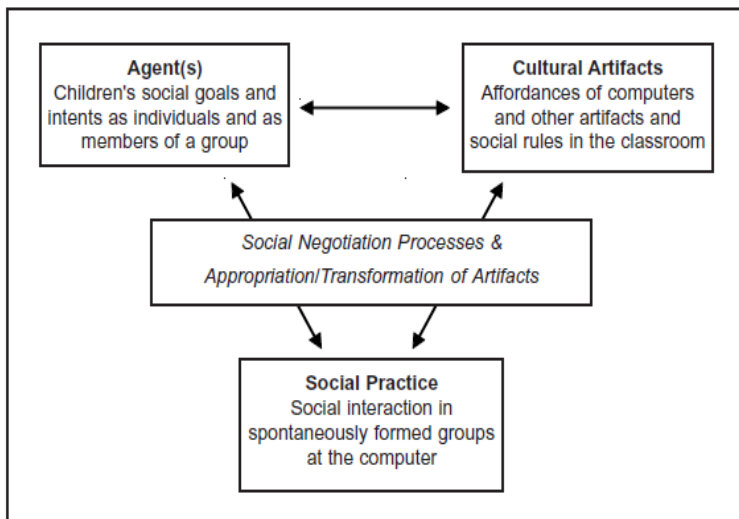 Agent(s)
Children's social goals and
intents as individuals and as
members of a group
Cultural Artifacts
Affordances of computers
and other artifacts and
social rules in the classroom
Social Negotiation Processes &
Appropriation/Transformation of Artifacts
Social Practice
Social interaction in
spontaneously formed groups
at the computer